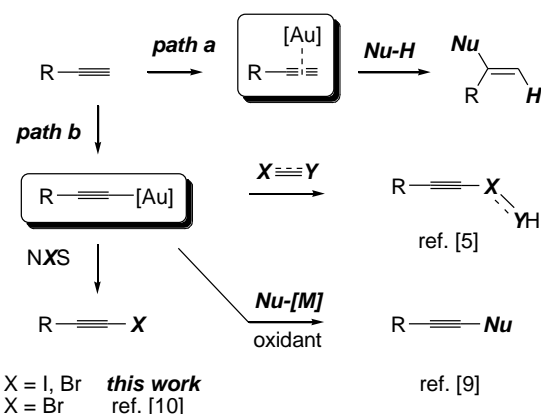 [Au]
path a
Nu-H
Nu
R
R
R
H
path b
X
Y
R
[Au]
R
X
YH
ref. [5]
NXS
Nu-[M]
R
X
oxidant
R
Nu
X = I, Br this work
ref. [9]
X = Br ref. [10]